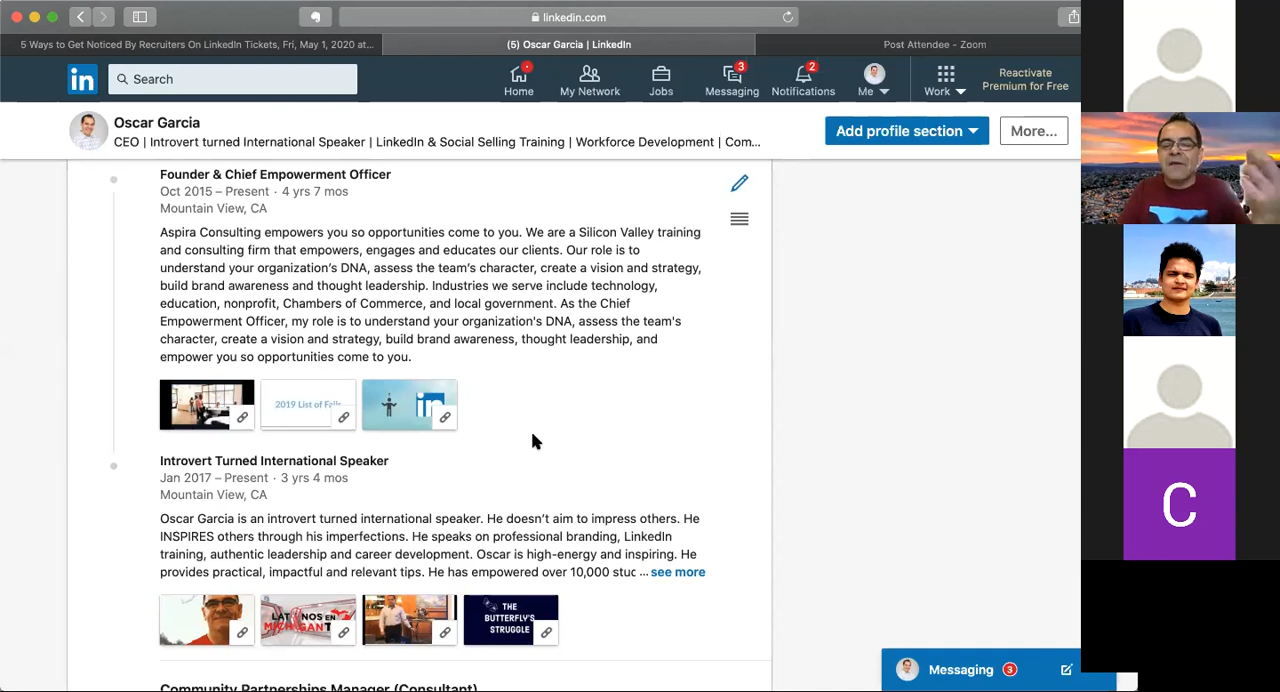 linkedin.com
5 Ways to Get Noticed By Recruiters On LinkedIn Tickets, Fri, May 1, 2020 at...
(5) Oscar Garcia | LinkedIn
Post Attendee - Zoom
in
Search
Home
My Network
Jobs
3
Messaging
2
Notifications
Me
Work
Reactivate
Premium for Free
Oscar Garcia
CEO | Introvert turned International Speaker | LinkedIn & Social Selling Training | Workforce Development | Com...
Add profile section
More...
Founder & Chief Empowerment Officer
Oct 2015 – Present · 4 yrs 7 mos
Mountain View, CA
Aspira Consulting empowers you so opportunities come to you. We are a Silicon Valley training
and consulting firm that empowers, engages and educates our clients. Our role is to
understand your organization's DNA, assess the team's character, create a vision and strategy,
build brand awareness and thought leadership. Industries we serve include technology,
education, nonprofit, Chambers of Commerce, and local government. As the Chief
Empowerment Officer, my role is to understand your organization's DNA, assess the team's
character, create a vision and strategy, build brand awareness, thought leadership, and
empower you so opportunities come to you.
2019 List of
in
Introvert Turned International Speaker
Jan 2017 – Present · 3 yrs 4 mos
Mountain View, CA
Oscar Garcia is an introvert turned international speaker. He doesn't aim to impress others. He
INSPIRES others through his imperfections. He speaks on professional branding, LinkedIn
training, authentic leadership and career development. Oscar is high-energy and inspiring. He
provides practical, impactful and relevant tips. He has empowered over 10,000 stuc ... see more
THE
BUTTERFLY'S
STRUGGLE
Community Partnerships Manager (Consultant)
Messaging 3
C